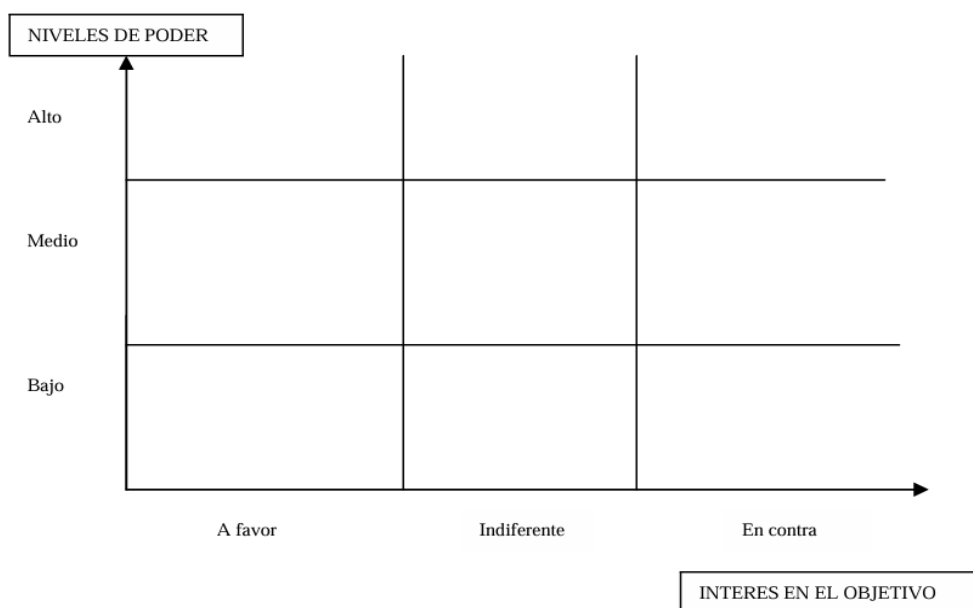 NIVELES DE PODER
Alto
Medio
Bajo
A favor
Indiferente
En contra
INTERES EN EL OBJETIVO